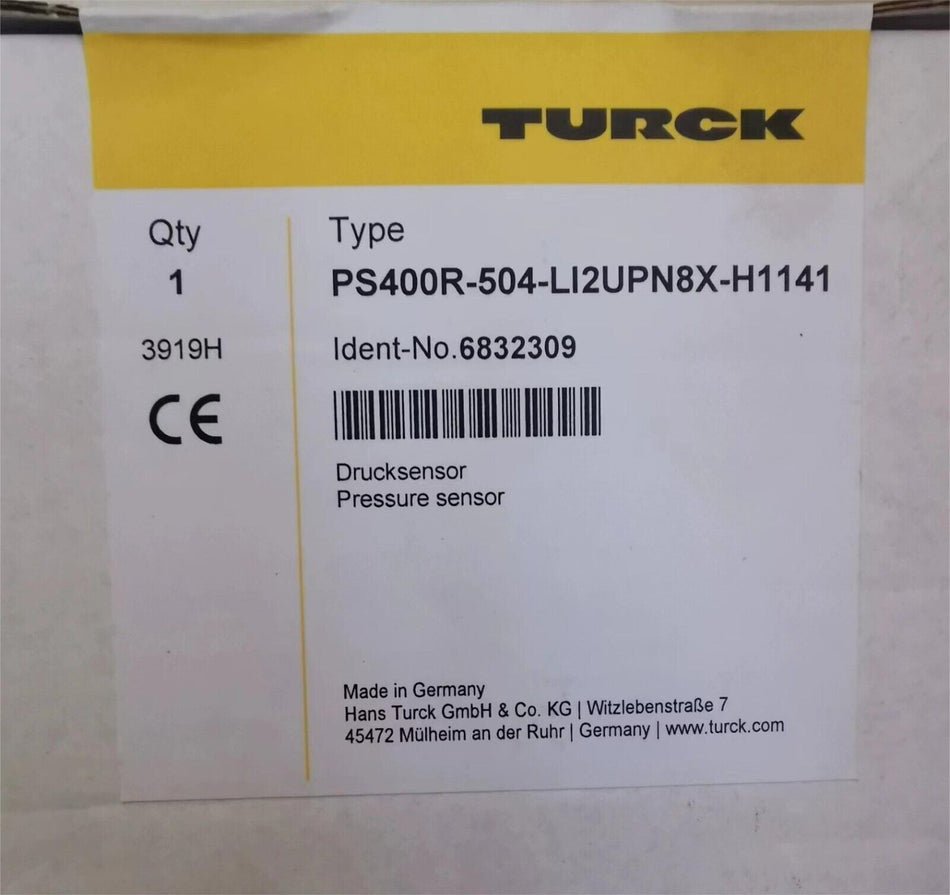 TURCK
Qty
1
3919H
CE
Type
PS400R-504-LI2UPN8X-H1141
Ident-No.6832309
Drucksensor
Pressure sensor
Made in Germany
Hans Turck GmbH & Co. KG | Witzlebenstraße 7
45472 Mülheim an der Ruhr | Germany | www.turck.com